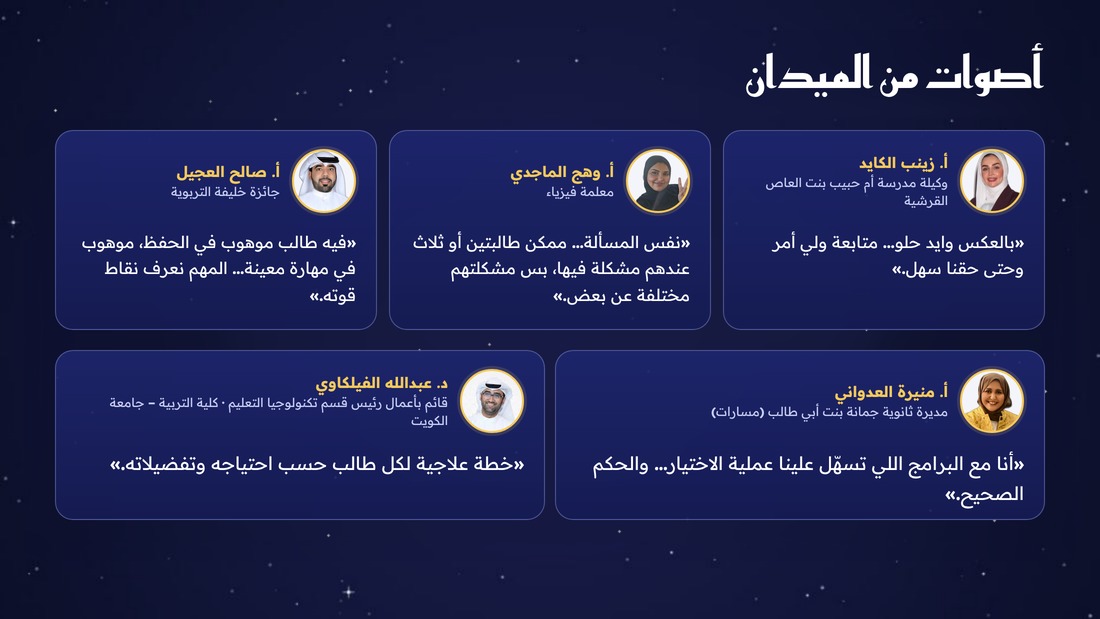 أصوات من الميدان
أ. زينب الكايد
وكيلة مدرسة أم حبيب بنت العاص
القرشية
«بالعكس وايد حلو... متابعة ولي أمر
وحتى حقنا سهل.»
أ. وهج الماجدي
معلمة فيزياء
«نفس المسألة... ممكن طالبتين أو ثلاث
عندهم مشكلة فيها، بس مشكلتهم
مختلفة عن بعض.»
أ. صالح العجيل
جائزة خليفة التربوية
«فيه طالب موهوب في الحفظ، موهوب
في مهارة معينة... المهم نعرف نقاط
قوته.»
أ. منيرة العدواني
مديرة ثانوية جمانة بنت أبي طالب (مسارات)
«أنا مع البرامج اللي تسهّل علينا عملية الاختيار... والحكم
الصحيح.»
د. عبدالله الفيلكاوي
قائم بأعمال رئيس قسم تكنولوجيا التعليم · كلية التربية – جامعة
الكويت
«خطة علاجية لكل طالب حسب احتياجه وتفضيلاته.»